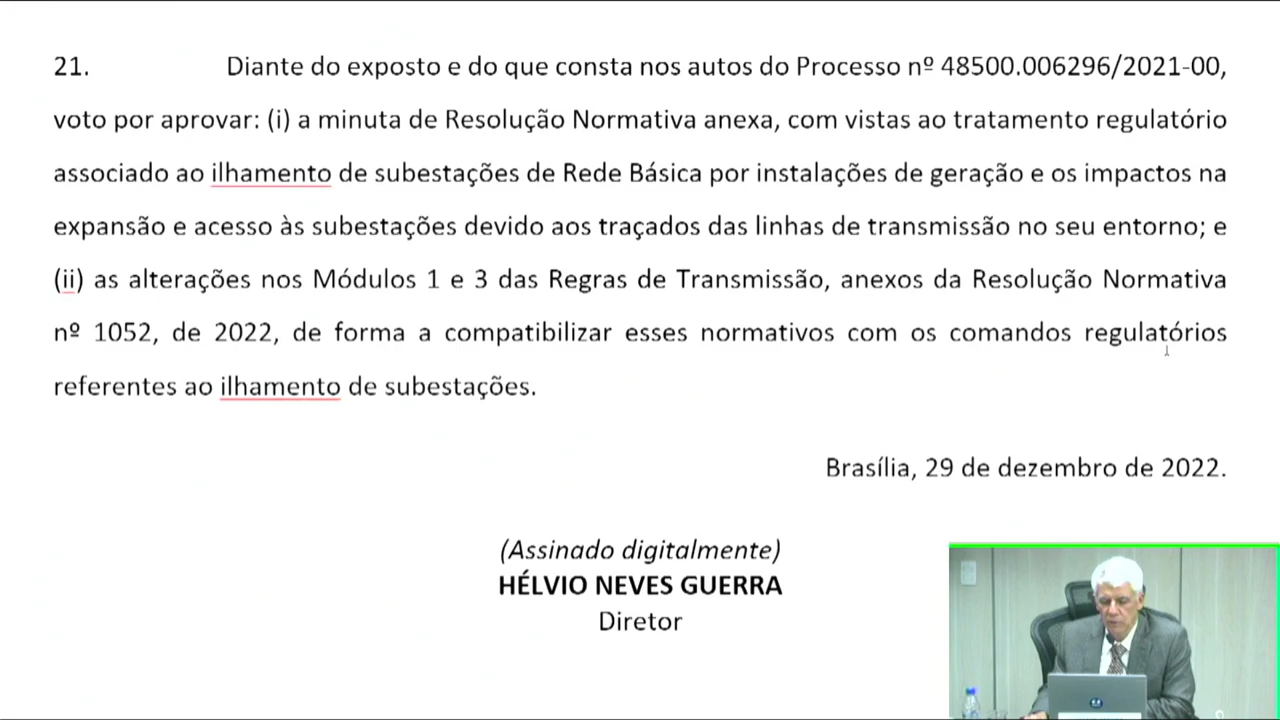 21. Diante do exposto e do que consta nos autos do Processo nº 48500.006296/2021-00,
voto por aprovar: (i) a minuta de Resolução Normativa anexa, com vistas ao tratamento regulatório
associado ao ilhamento de subestações de Rede Básica por instalações de geração e os impactos na
expansão e acesso às subestações devido aos traçados das linhas de transmissão no seu entorno; e
(ii) as alterações nos Módulos 1 e 3 das Regras de Transmissão, anexos da Resolução Normativa
nº 1052, de 2022, de forma a compatibilizar esses normativos com os comandos regulatórios
referentes ao ilhamento de subestações.
Brasília, 29 de dezembro de 2022.
(Assinado digitalmente)
HÉLVIO NEVES GUERRA
Diretor